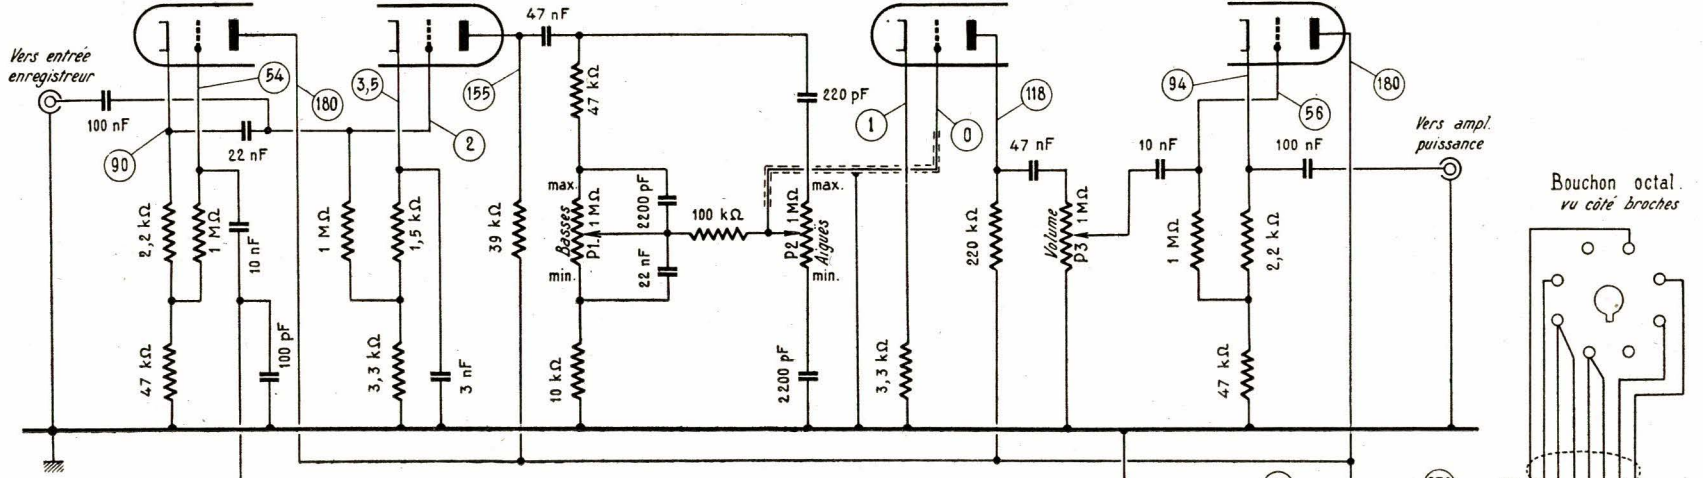 Vers entrée
enregistreur
100 nF
90
22 nF
54
180
2,2 kΩ
1 MΩ
10 nF
47 kΩ
100 pF
3,5
2
1 MΩ
1,5 kΩ
3,3 kΩ
3 nF
155
39 kΩ
47 nF
47 kΩ
max.
Basses
P1. 1 MΩ
min.
2200 pF
22 nF
10 kΩ
100 kΩ
220 pF
max.
P2 1 MΩ
Aiguës
min.
2200 pF
1
0
118
3,3 kΩ
220 kΩ
47 nF
Volume
P3 1 MΩ
10 nF
94
56
180
100 nF
1 MΩ
2,2 kΩ
47 kΩ
Vers ampl.
puissance
Bouchon octal.
vu côté broches